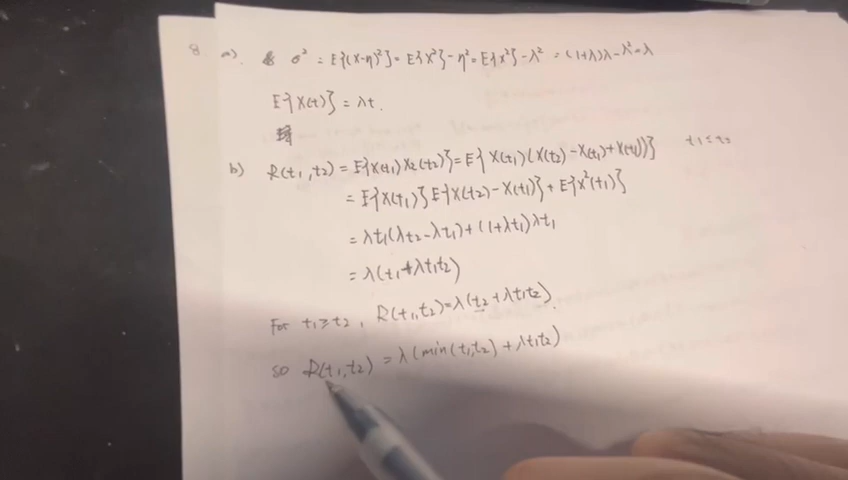 8 a). σ² = E{(X-η)²} = E{X²} - η² = E{X²} - λ² = (1+λ)λ - λ² = λ
E{X(t)} = λt.
b) R(t₁,t₂) = E{X(t₁)X₂(t₂)} = E{X(t₁)(X(t₂) - X(t₁) + X(t₁))} t₁ ≤ t₂
= E{X(t₁)}E{X(t₂) - X(t₁)} + E{X²(t₁)}
= λt₁(λt₂ - λt₁) + (1+λt₁)λt₁
= λ(t₁ + λt₁t₂)
For t₁ ≥ t₂, R(t₁,t₂) = λ(t₂ + λt₁t₂).
so R(t₁,t₂) = λ(min(t₁,t₂) + λt₁t₂)